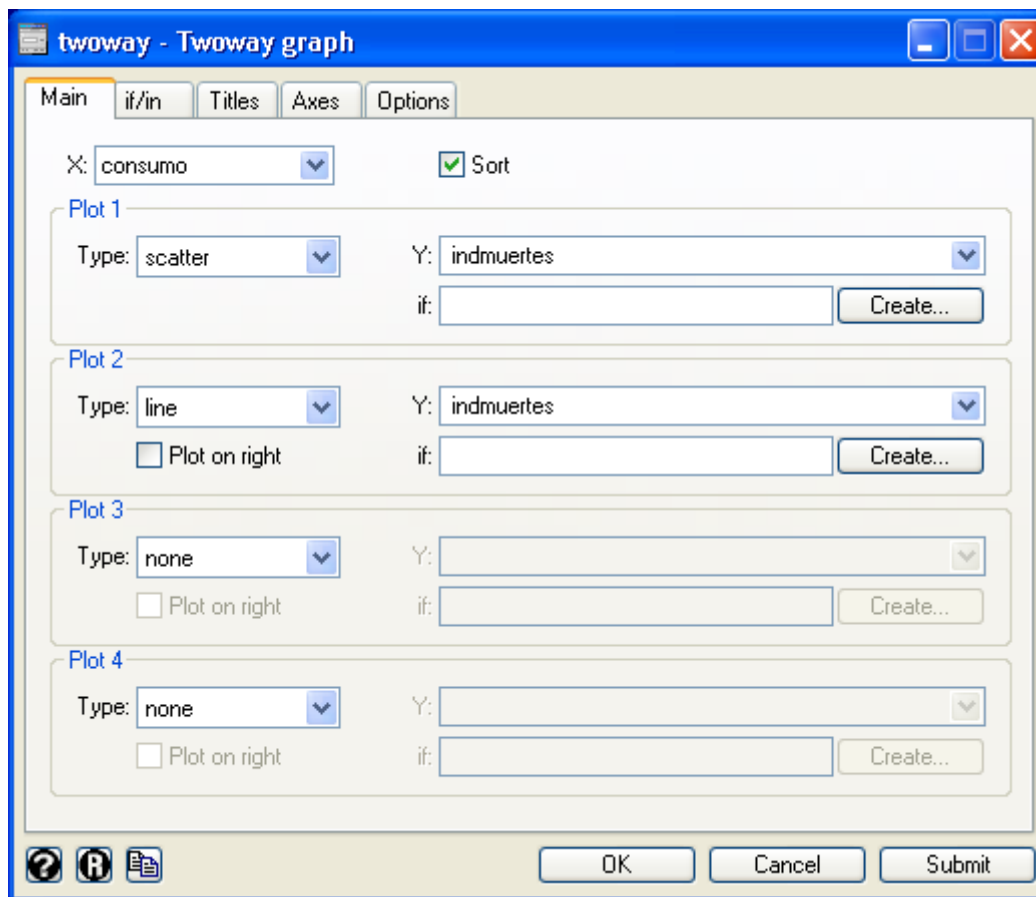 twoway - Twoway graph
Main if/in Titles Axes Options
X: consumo Sort
Plot 1
Type: scatter Y: indmuertes
if: Create...
Plot 2
Type: line Y: indmuertes
Plot on right if: Create...
Plot 3
Type: none Y:
Plot on right if: Create...
Plot 4
Type: none Y:
Plot on right if: Create...
? R OK Cancel Submit